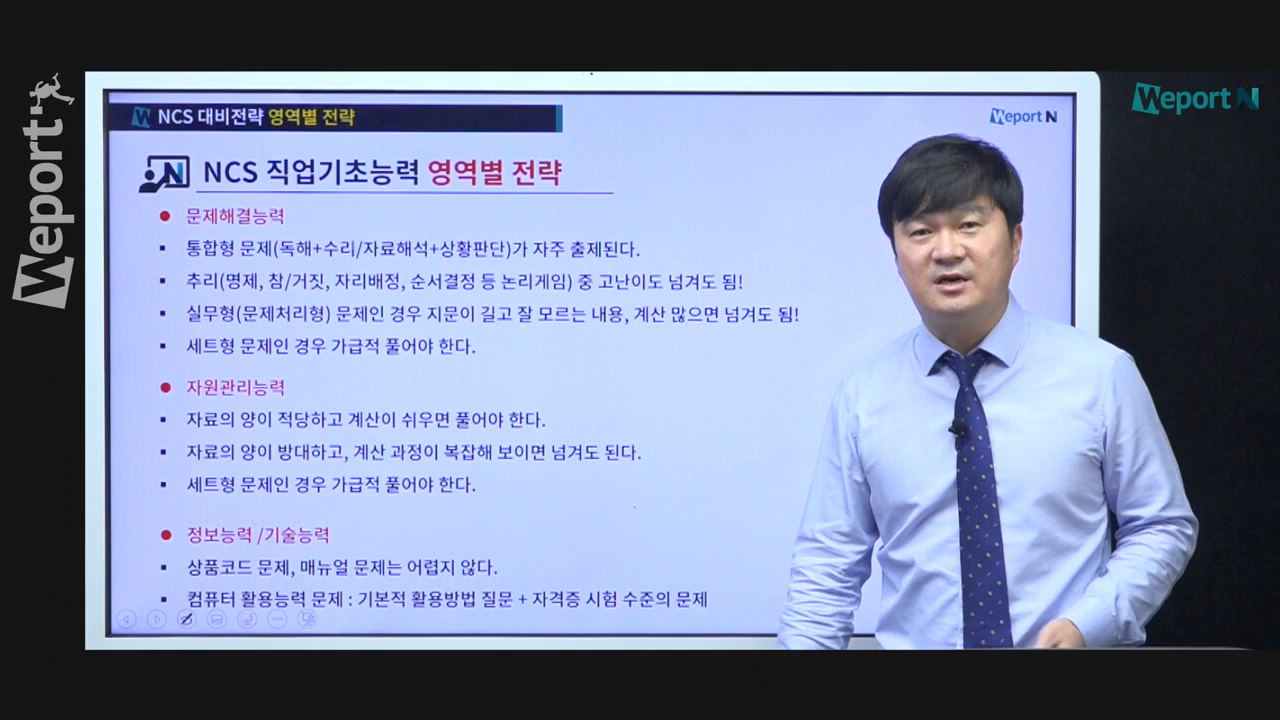 Weport
Weport N
NCS 대비전략 영역별 전략
Weport N
NCS 직업기초능력 영역별 전략
● 문제해결능력
▪ 통합형 문제(독해+수리/자료해석+상황판단)가 자주 출제된다.
▪ 추리(명제, 참/거짓, 자리배정, 순서결정 등 논리게임) 중 고난이도 넘겨도 됨!
▪ 실무형(문제처리형) 문제인 경우 지문이 길고 잘 모르는 내용, 계산 많으면 넘겨도 됨!
▪ 세트형 문제인 경우 가급적 풀어야 한다.
● 자원관리능력
▪ 자료의 양이 적당하고 계산이 쉬우면 풀어야 한다.
▪ 자료의 양이 방대하고, 계산 과정이 복잡해 보이면 넘겨도 된다.
▪ 세트형 문제인 경우 가급적 풀어야 한다.
● 정보능력 /기술능력
▪ 상품코드 문제, 매뉴얼 문제는 어렵지 않다.
▪ 컴퓨터 활용능력 문제 : 기본적 활용방법 질문 + 자격증 시험 수준의 문제